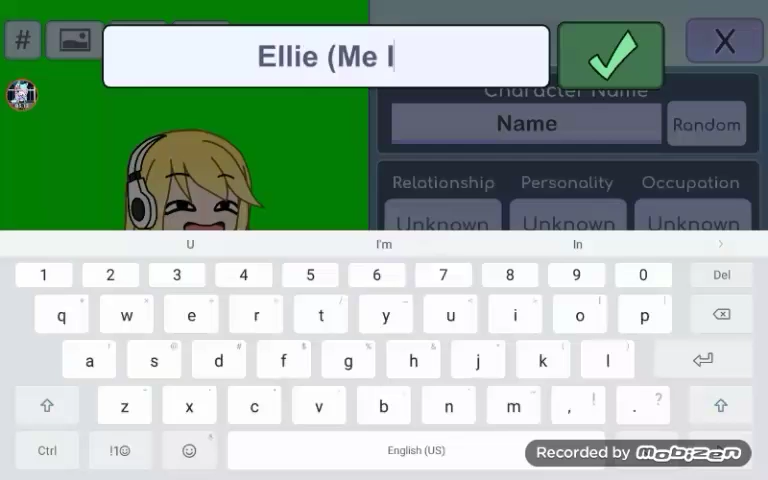 #
Ellie (Me I
X
Character Name
Name
Random
Relationship Personality Occupation
Unknown Unknown Unknown
U I'm In
1 2 3 4 5 6 7 8 9 0 Del
q w e r t y u i o p
a s d f g h j k l
z x c v b n m , ! . ?
Ctrl !1☺ English (US)
Recorded by MOBIZEN